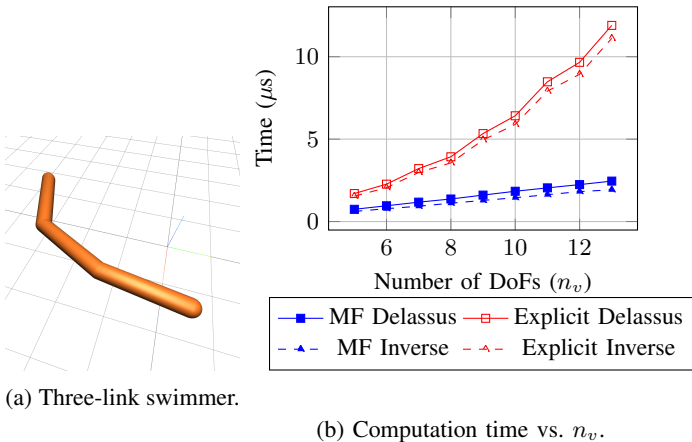 10
5
0
Time (μs)
6 8 10 12
Number of DoFs (n_v)
MF Delassus Explicit Delassus
MF Inverse Explicit Inverse
(a) Three-link swimmer.
(b) Computation time vs. n_v.